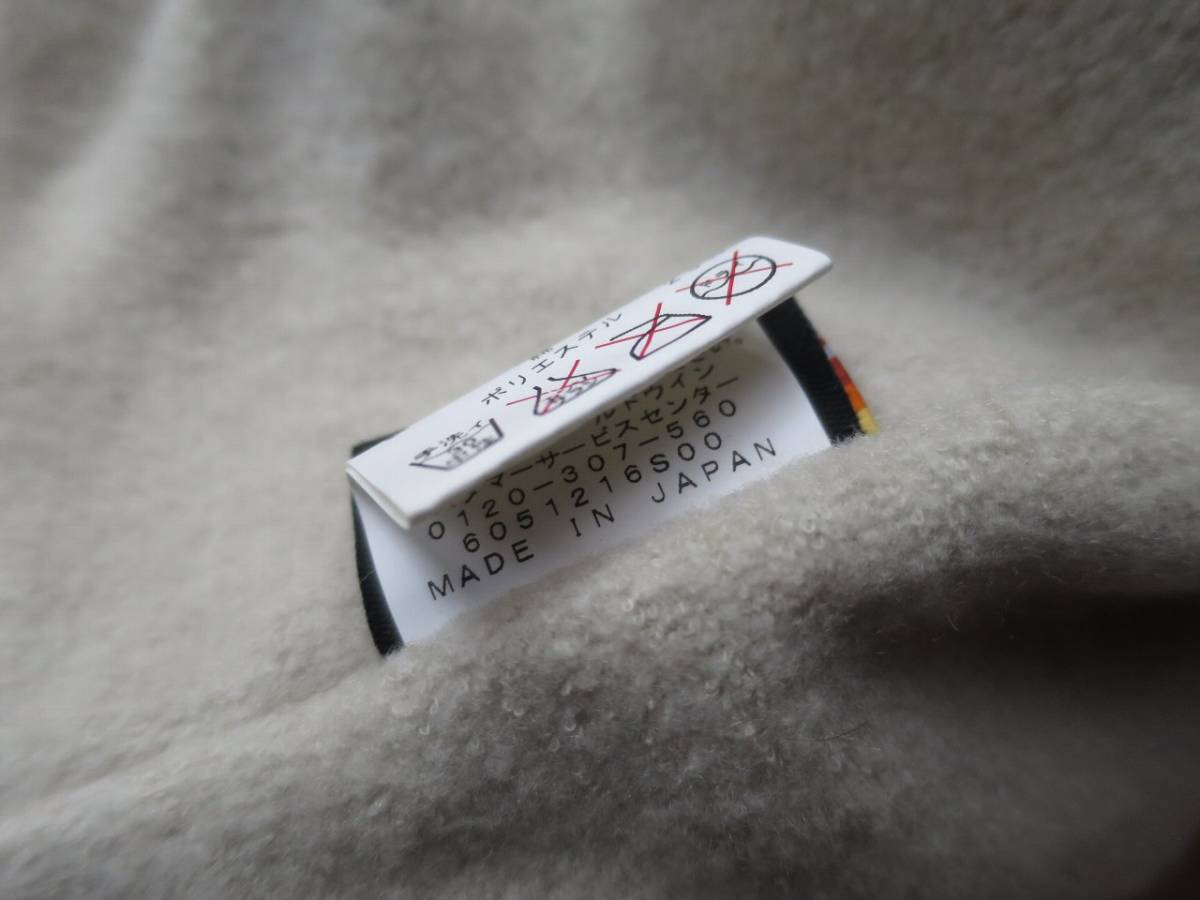 綿
ポリエステル
手洗イ
ルドウイン
マーサービスセンター
0120-307-560
6051216S00
MADE IN JAPAN